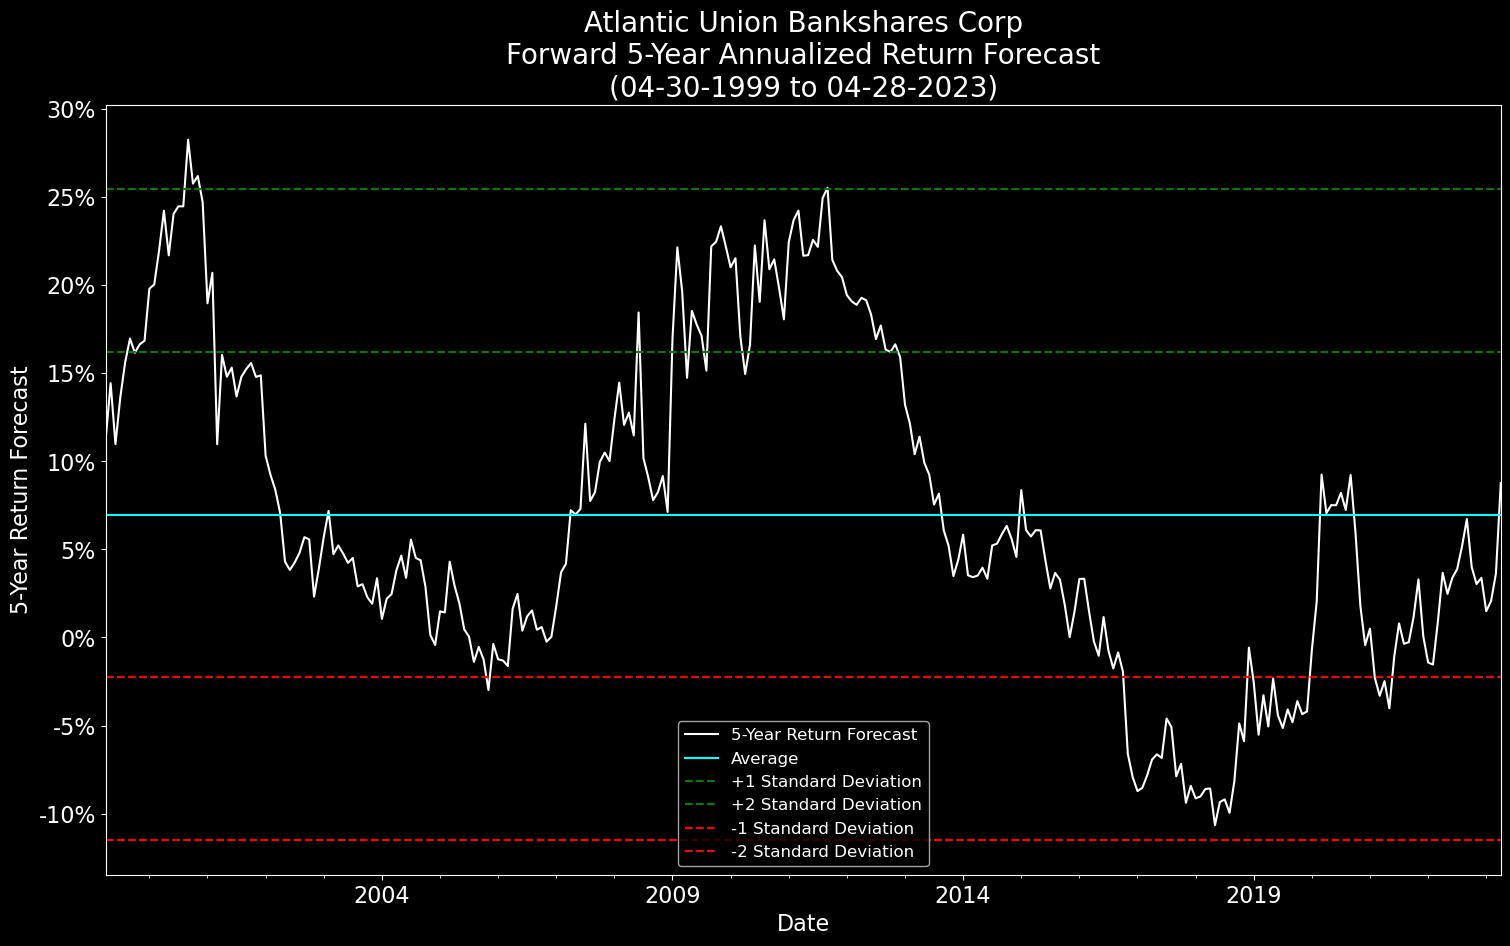 Atlantic Union Bankshares Corp
Forward 5-Year Annualized Return Forecast
(04-30-1999 to 04-28-2023)
30%
25%
20%
15%
10%
5%
0%
-5%
-10%
5-Year Return Forecast
5-Year Return Forecast
Average
+1 Standard Deviation
+2 Standard Deviation
-1 Standard Deviation
-2 Standard Deviation
2004 2009 2014 2019
Date